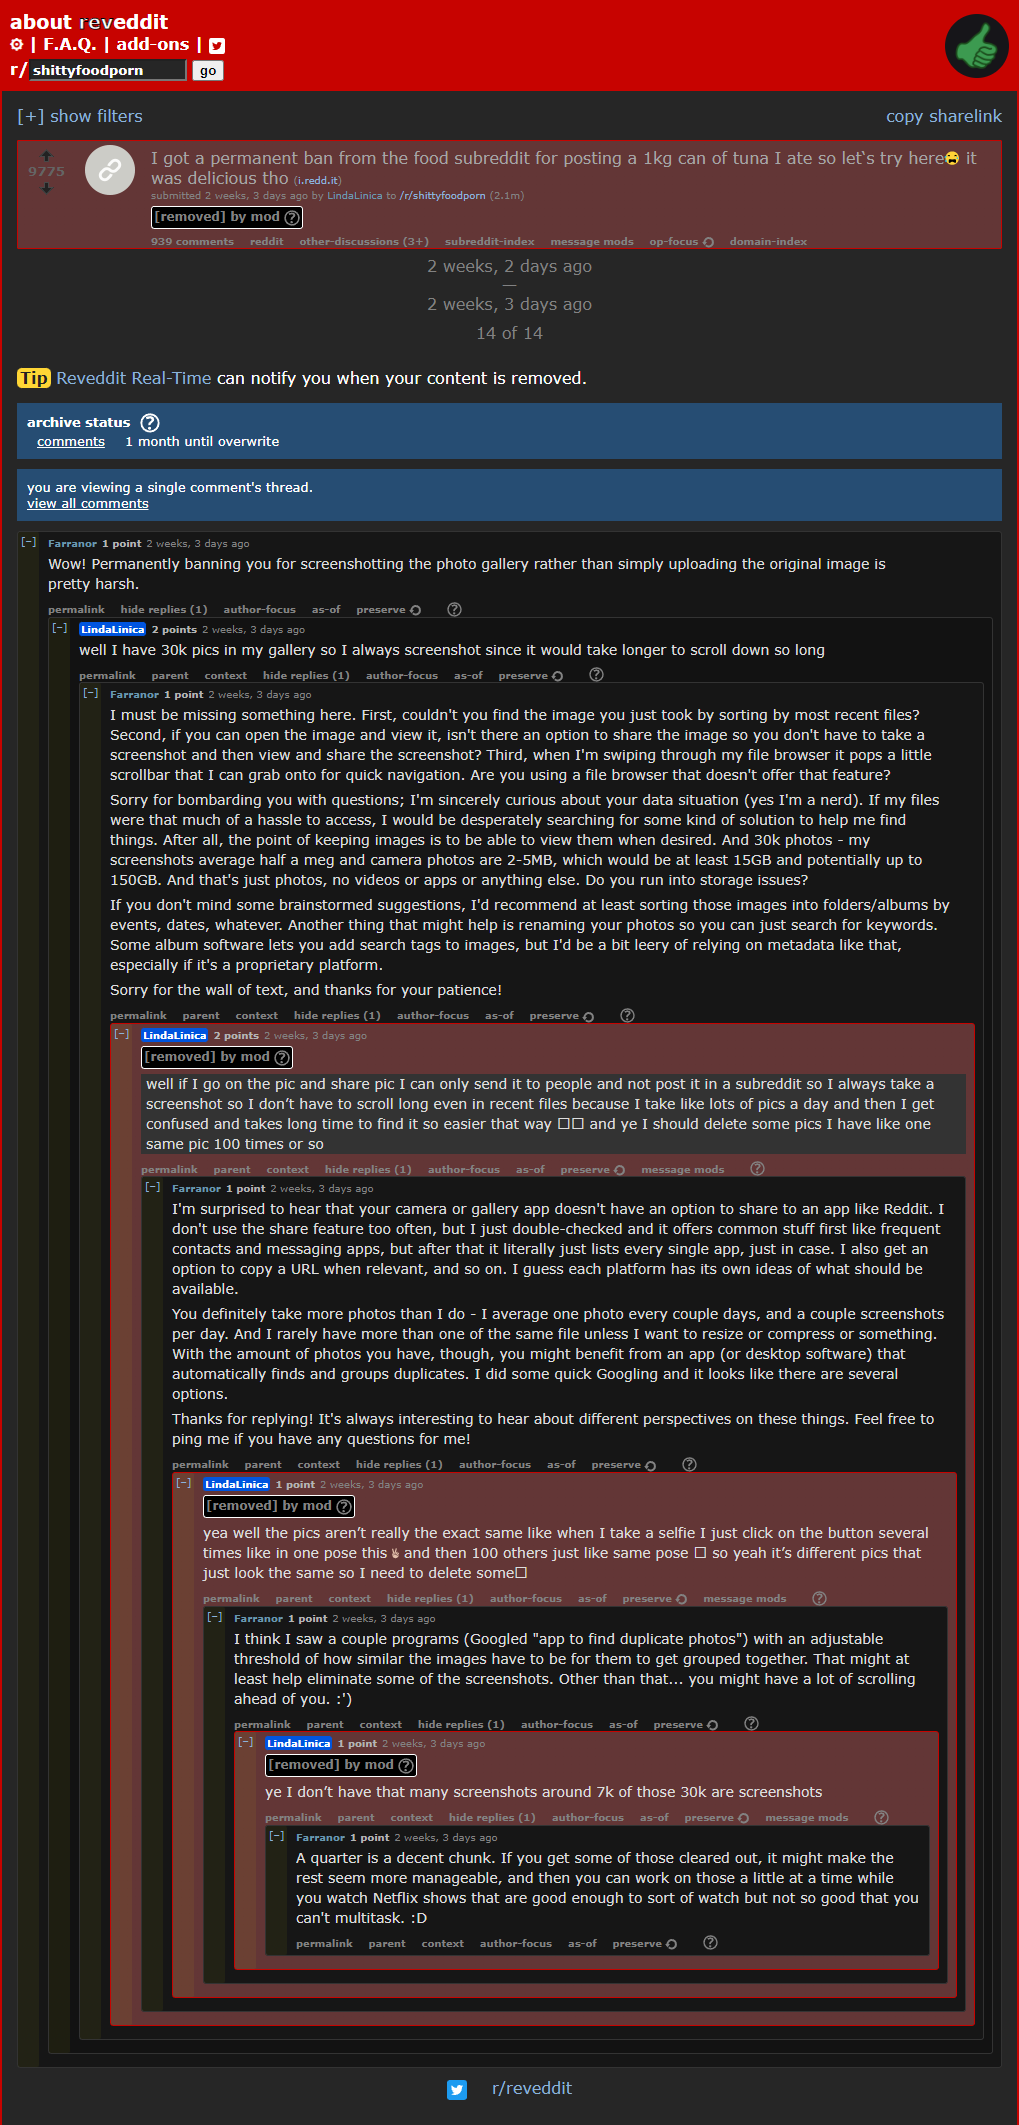 about reveddit
| F.A.Q. | add-ons |
r/ shittyfoodporn go
[+] show filters copy sharelink
9775
I got a permanent ban from the food subreddit for posting a 1kg can of tuna I ate so let`s try here😩 it
was delicious tho (i.redd.it)
submitted 2 weeks, 3 days ago by LindaLinica to /r/shittyfoodporn (2.1m)
[removed] by mod ?
939 comments reddit other-discussions (3+) subreddit-index message mods op-focus domain-index
2 weeks, 2 days ago
—
2 weeks, 3 days ago
14 of 14
Tip Reveddit Real-Time can notify you when your content is removed.
archive status ?
comments 1 month until overwrite
you are viewing a single comment's thread.
view all comments
[–] Farranor 1 point 2 weeks, 3 days ago
Wow! Permanently banning you for screenshotting the photo gallery rather than simply uploading the original image is
pretty harsh.
permalink hide replies (1) author-focus as-of preserve ?
[–] LindaLinica 2 points 2 weeks, 3 days ago
well I have 30k pics in my gallery so I always screenshot since it would take longer to scroll down so long
permalink parent context hide replies (1) author-focus as-of preserve ?
[–] Farranor 1 point 2 weeks, 3 days ago
I must be missing something here. First, couldn't you find the image you just took by sorting by most recent files?
Second, if you can open the image and view it, isn't there an option to share the image so you don't have to take a
screenshot and then view and share the screenshot? Third, when I'm swiping through my file browser it pops a little
scrollbar that I can grab onto for quick navigation. Are you using a file browser that doesn't offer that feature?
Sorry for bombarding you with questions; I'm sincerely curious about your data situation (yes I'm a nerd). If my files
were that much of a hassle to access, I would be desperately searching for some kind of solution to help me find
things. After all, the point of keeping images is to be able to view them when desired. And 30k photos - my
screenshots average half a meg and camera photos are 2-5MB, which would be at least 15GB and potentially up to
150GB. And that's just photos, no videos or apps or anything else. Do you run into storage issues?
If you don't mind some brainstormed suggestions, I'd recommend at least sorting those images into folders/albums by
events, dates, whatever. Another thing that might help is renaming your photos so you can just search for keywords.
Some album software lets you add search tags to images, but I'd be a bit leery of relying on metadata like that,
especially if it's a proprietary platform.
Sorry for the wall of text, and thanks for your patience!
permalink parent context hide replies (1) author-focus as-of preserve ?
[–] LindaLinica 2 points 2 weeks, 3 days ago
[removed] by mod ?
well if I go on the pic and share pic I can only send it to people and not post it in a subreddit so I always take a
screenshot so I don’t have to scroll long even in recent files because I take like lots of pics a day and then I get
confused and takes long time to find it so easier that way □□ and ye I should delete some pics I have like one
same pic 100 times or so
permalink parent context hide replies (1) author-focus as-of preserve message mods ?
[–] Farranor 1 point 2 weeks, 3 days ago
I'm surprised to hear that your camera or gallery app doesn't have an option to share to an app like Reddit. I
don't use the share feature too often, but I just double-checked and it offers common stuff first like frequent
contacts and messaging apps, but after that it literally just lists every single app, just in case. I also get an
option to copy a URL when relevant, and so on. I guess each platform has its own ideas of what should be
available.
You definitely take more photos than I do - I average one photo every couple days, and a couple screenshots
per day. And I rarely have more than one of the same file unless I want to resize or compress or something.
With the amount of photos you have, though, you might benefit from an app (or desktop software) that
automatically finds and groups duplicates. I did some quick Googling and it looks like there are several
options.
Thanks for replying! It's always interesting to hear about different perspectives on these things. Feel free to
ping me if you have any questions for me!
permalink parent context hide replies (1) author-focus as-of preserve ?
[–] LindaLinica 1 point 2 weeks, 3 days ago
[removed] by mod ?
yea well the pics aren’t really the exact same like when I take a selfie I just click on the button several
times like in one pose this✌ and then 100 others just like same pose □ so yeah it’s different pics that
just look the same so I need to delete some□
permalink parent context hide replies (1) author-focus as-of preserve message mods ?
[–] Farranor 1 point 2 weeks, 3 days ago
I think I saw a couple programs (Googled "app to find duplicate photos") with an adjustable
threshold of how similar the images have to be for them to get grouped together. That might at
least help eliminate some of the screenshots. Other than that... you might have a lot of scrolling
ahead of you. :')
permalink parent context hide replies (1) author-focus as-of preserve ?
[–] LindaLinica 1 point 2 weeks, 3 days ago
[removed] by mod ?
ye I don’t have that many screenshots around 7k of those 30k are screenshots
permalink parent context hide replies (1) author-focus as-of preserve message mods ?
[–] Farranor 1 point 2 weeks, 3 days ago
A quarter is a decent chunk. If you get some of those cleared out, it might make the
rest seem more manageable, and then you can work on those a little at a time while
you watch Netflix shows that are good enough to sort of watch but not so good that you
can't multitask. :D
permalink parent context author-focus as-of preserve ?
r/reveddit